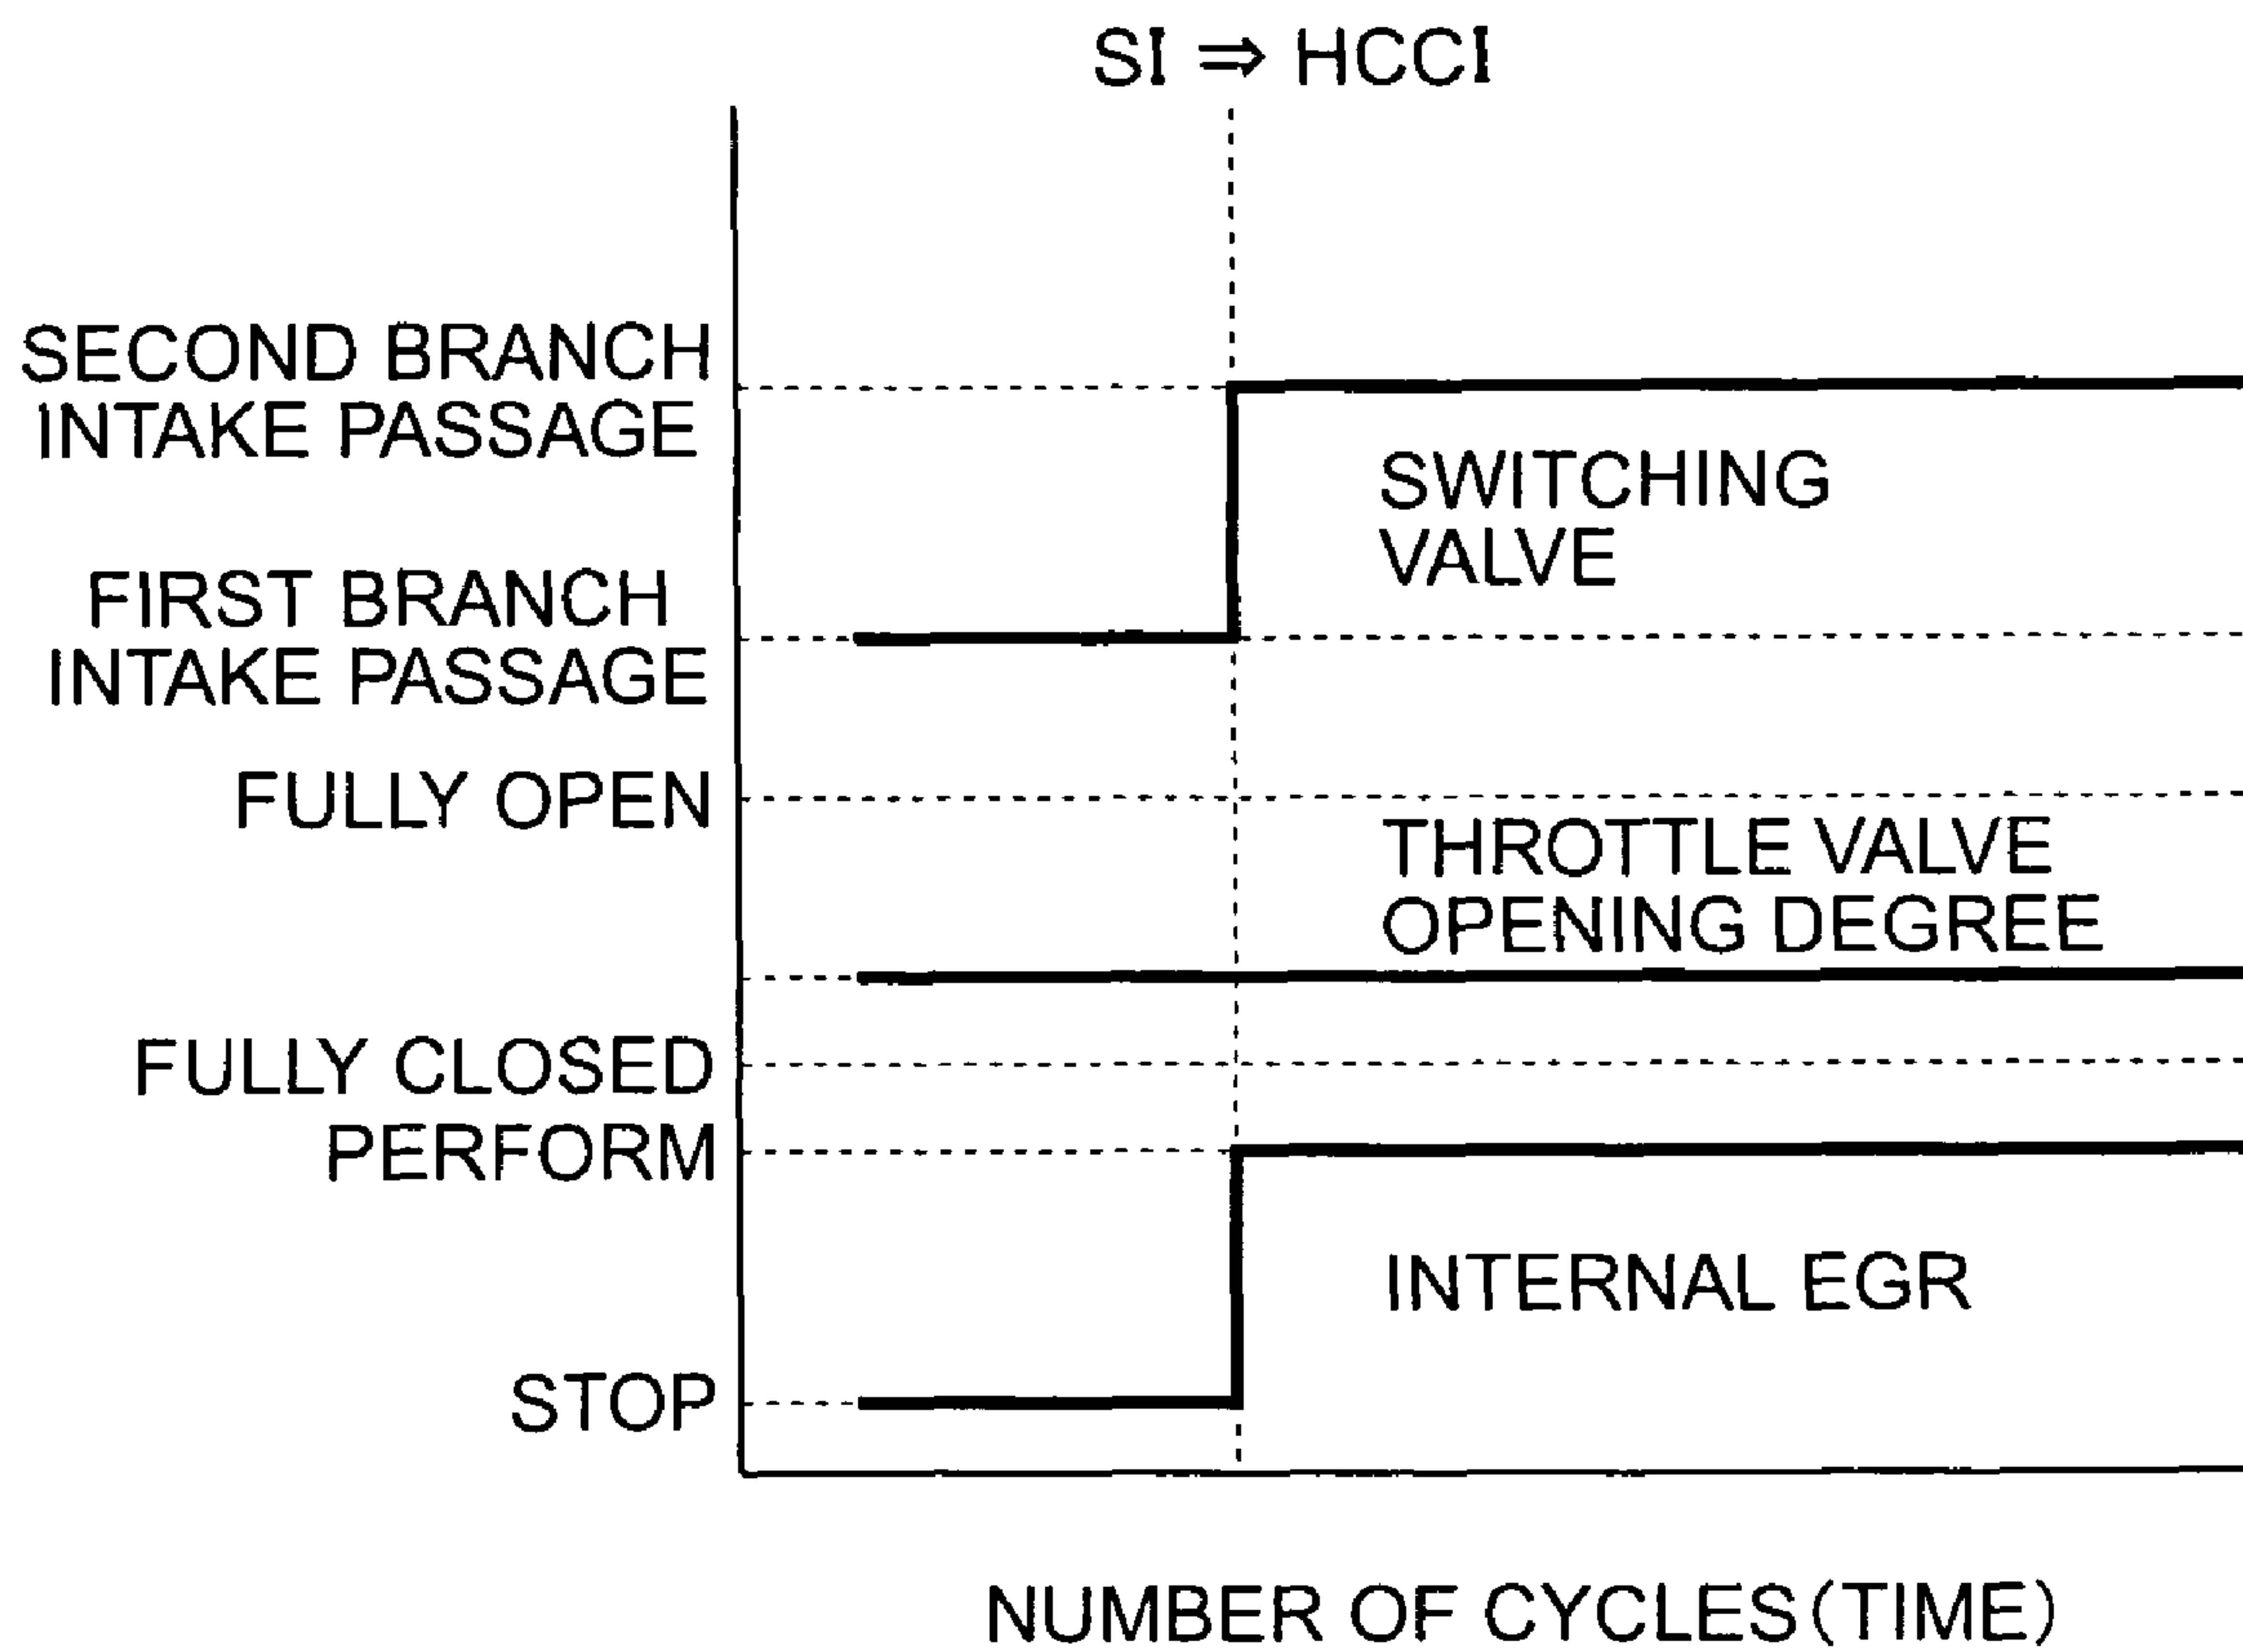 SI ⇒ HCCI
SECOND BRANCH
INTAKE PASSAGE
SWITCHING
VALVE
FIRST BRANCH
INTAKE PASSAGE
FULLY OPEN
THROTTLE VALVE
OPENING DEGREE
FULLY CLOSED
PERFORM
INTERNAL EGR
STOP
NUMBER OF CYCLES(TIME)